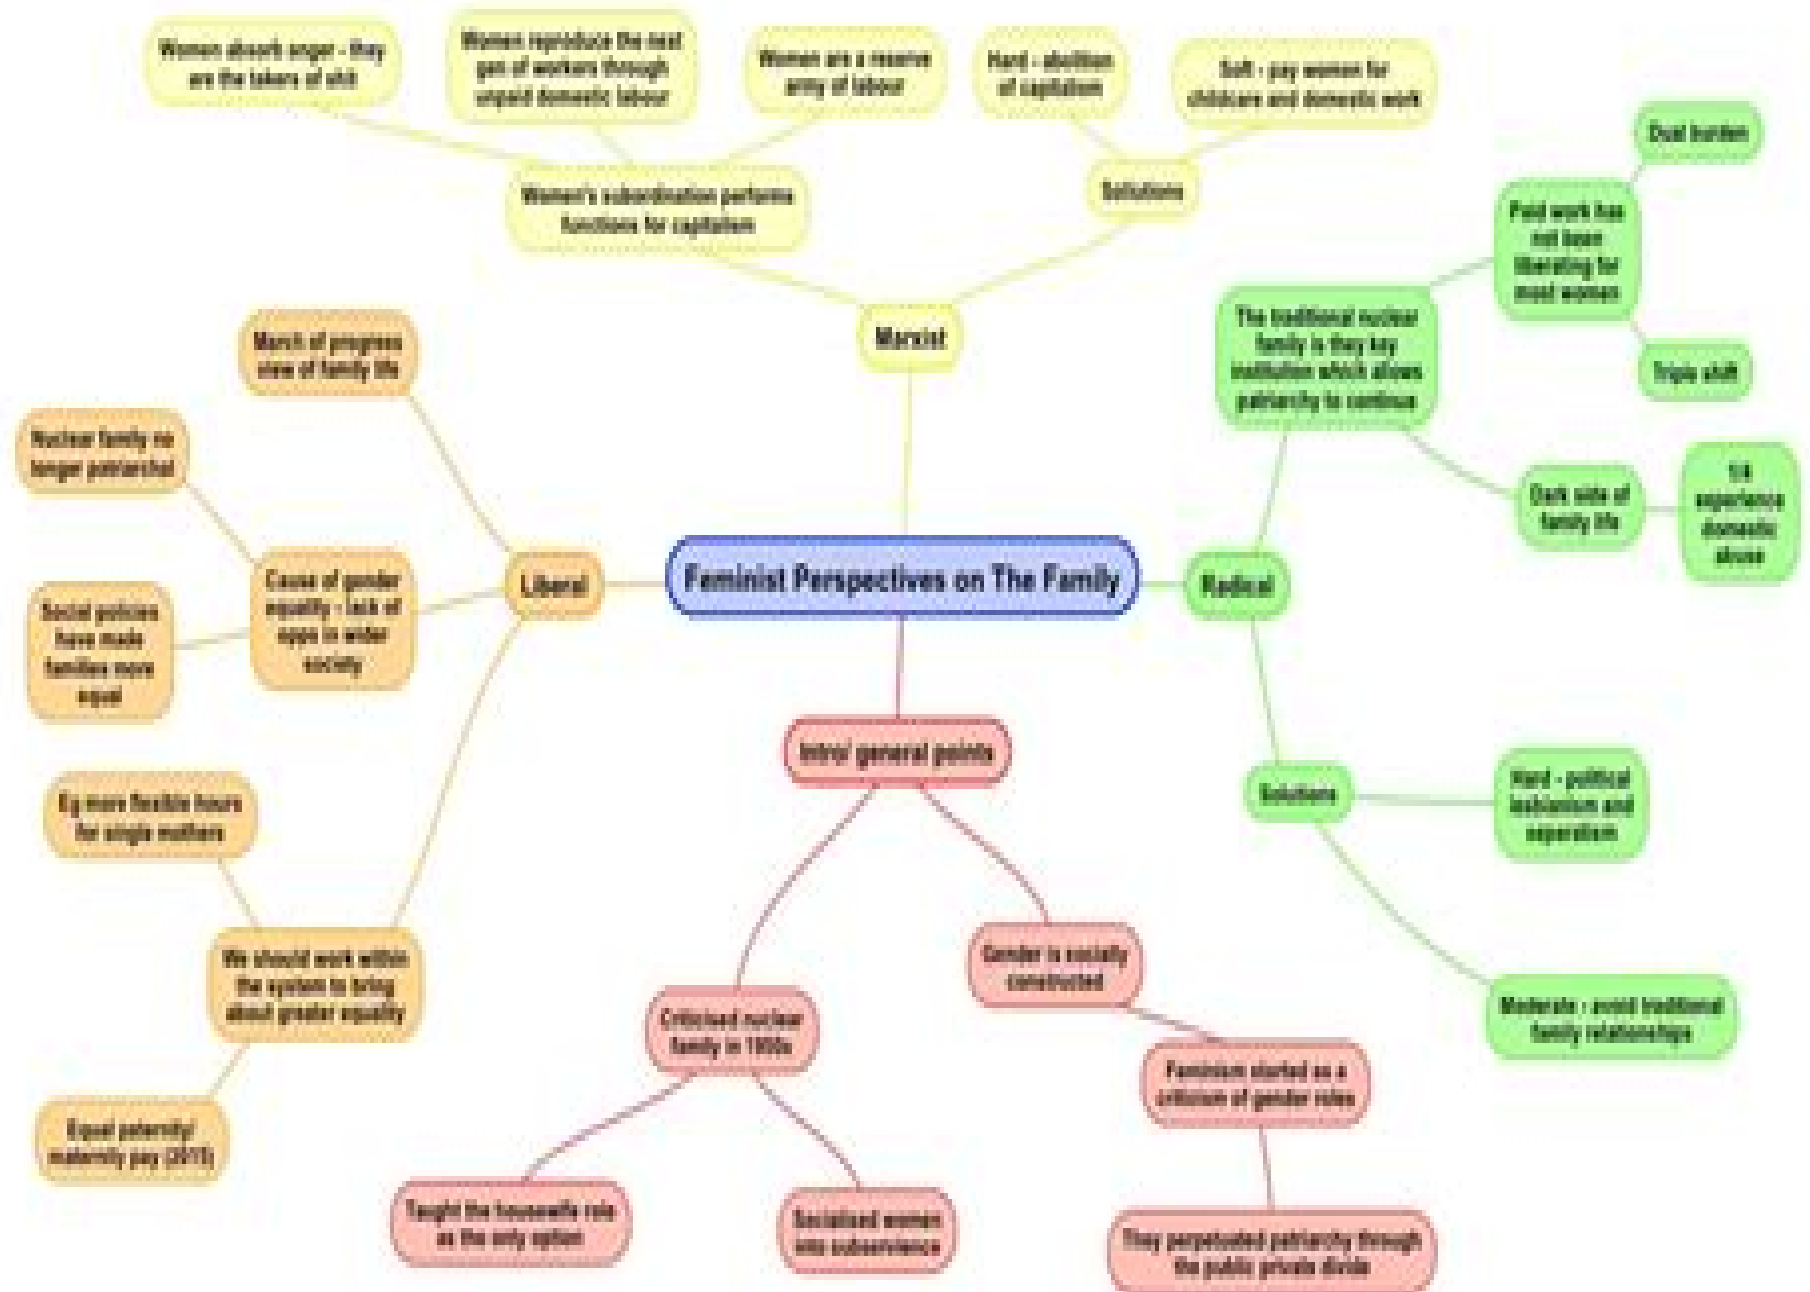 Women absorb anger - they
are the takers of shit
Women reproduce the next
gen of workers through
unpaid domestic labour
Women are a reserve
army of labour
Hard - abolition
of capitalism
Soft - pay women for
childcare and domestic work
Women's subordination performs
functions for capitalism
Sollutions
Marxist
Dual burden
Paid work has
not been
liberating for
most women
Triple shift
The traditional nuclear
family is they key
institution which allows
patriarchy to continue
Dark side of
family life
1/4
experience
domestic
abuse
March of progress
view of family life
Nuclear family no
longer patriarchal
Cause of gender
equality - lack of
opps in wider
society
Social policies
have made
families more
equal
Liberal
Feminist Perspectives on The Family
Radical
Intro/ general points
Eg more flexible hours
for single mothers
We should work within
the system to bring
about greater equality
Equal paternity/
maternity pay (2015)
Solutions
Hard - political
lesbianism and
seperatism
Moderate - avoid traditional
family relationships
Gender is socially
constructed
Criticised nuclear
family in 1950s
Feminism started as a
criticism of gender roles
Taught the housewife role
as the only option
Socialised women
into subservience
They perpetuated patriarchy through
the public private divide